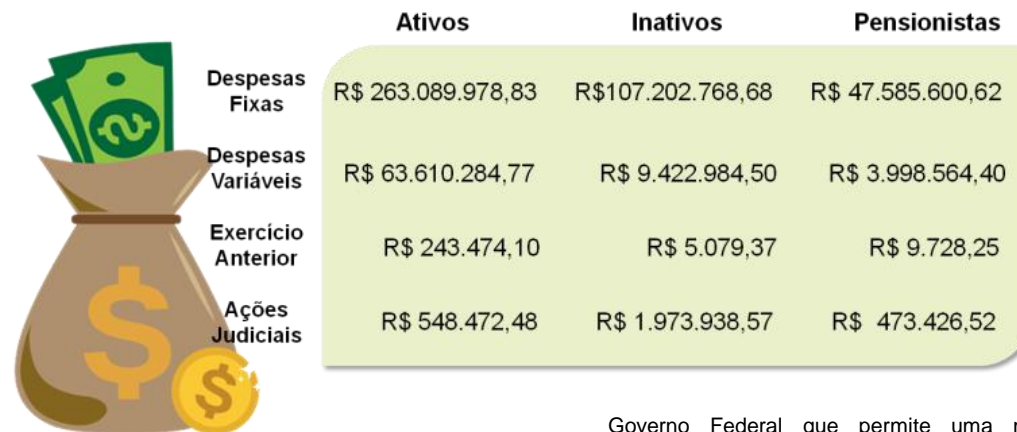 Ativos Inativos Pensionistas
Despesas
Fixas
R$ 263.089.978,83 R$107.202.768,68 R$ 47.585.600,62
Despesas
Variáveis
R$ 63.610.284,77 R$ 9.422.984,50 R$ 3.998.564,40
Exercício
Anterior
R$ 243.474,10 R$ 5.079,37 R$ 9.728,25
Ações
Judiciais
R$ 548.472,48 R$ 1.973.938,57 R$ 473.426,52
$
$
Governo Federal que permite uma